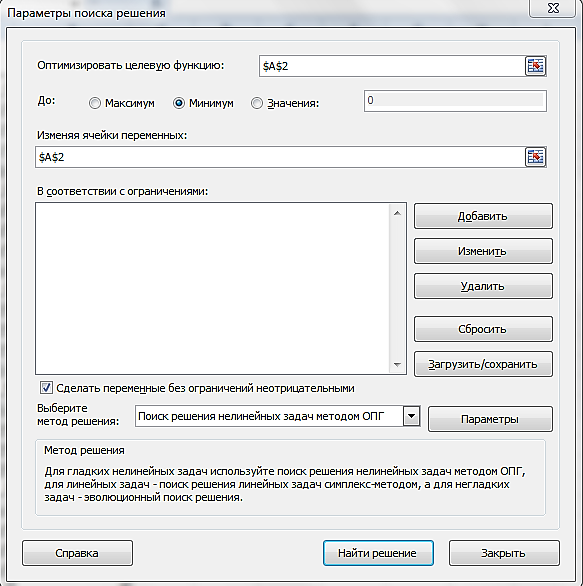 Параметры поиска решения
Оптимизировать целевую функцию:
$A$2
До:
Максимум
Минимум
Значения:
0
Изменяя ячейки переменных:
$A$2
В соответствии с ограничениями:
Добавить
Изменить
Удалить
Сбросить
Загрузить/сохранить
Сделать переменные без ограничений неотрицательными
Выберите
метод решения:
Поиск решения нелинейных задач методом ОПГ
Параметры
Метод решения
Для гладких нелинейных задач используйте поиск решения нелинейных задач методом ОПГ,
для линейных задач - поиск решения линейных задач симплекс-методом, а для негладких
задач - эволюционный поиск решения.
Справка
Найти решение
Закрыть